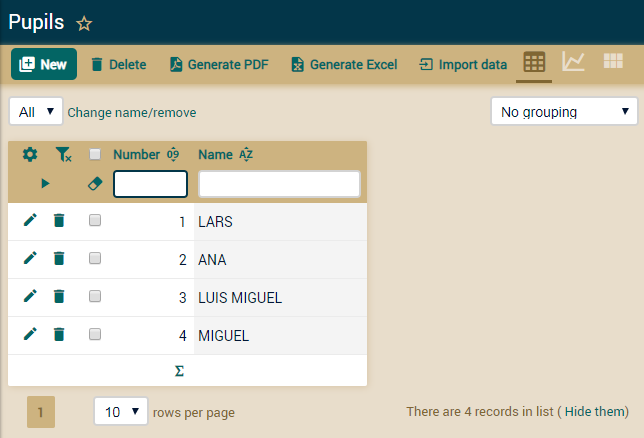 Pupils
New Delete Generate PDF Generate Excel Import data
All Change name/remove No grouping
Number 09 Name AZ
1 LARS
2 ANA
3 LUIS MIGUEL
4 MIGUEL
Σ
1 10 rows per page There are 4 records in list ( Hide them)